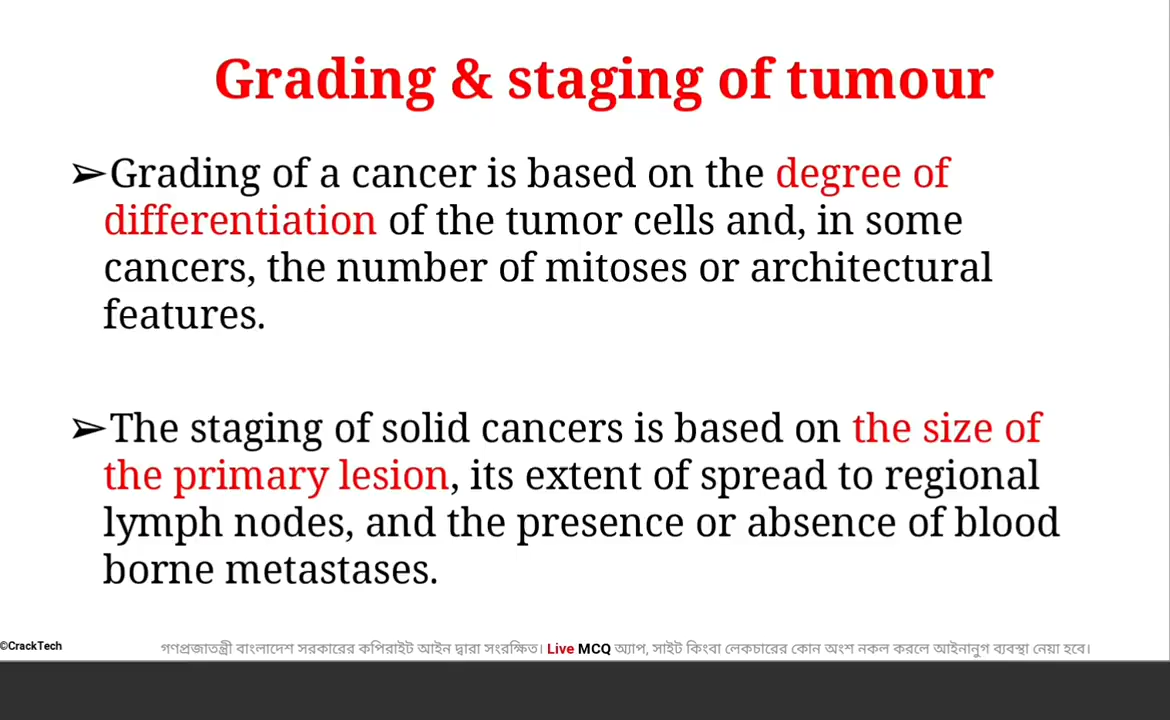 Grading & staging of tumour
➢Grading of a cancer is based on the degree of
differentiation of the tumor cells and, in some
cancers, the number of mitoses or architectural
features.
➢The staging of solid cancers is based on the size of
the primary lesion, its extent of spread to regional
lymph nodes, and the presence or absence of blood
borne metastases.
©CrackTech
গণপ্রজাতন্ত্রী বাংলাদেশ সরকারের কপিরাইট আইন দ্বারা সংরক্ষিত। Live MCQ অ্যাপ, সাইট কিংবা লেকচারের কোন অংশ নকল করলে আইনানুগ ব্যবস্থা নেয়া হবে।